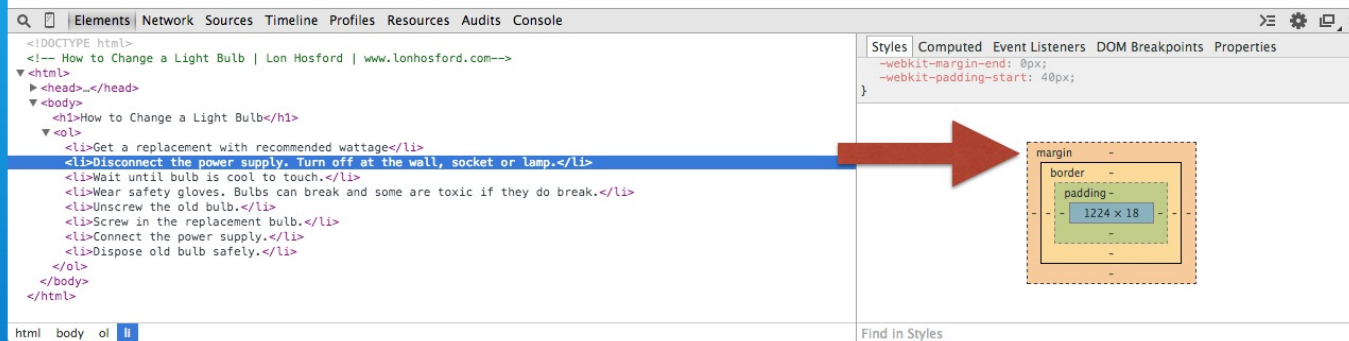 Elements Network Sources Timeline Profiles Resources Audits Console
<!DOCTYPE html>
<!-- How to Change a Light Bulb | Lon Hosford | www.lonhosford.com-->
▼<html>
▶<head>…</head>
▼<body>
<h1>How to Change a Light Bulb</h1>
▼<ol>
<li>Get a replacement with recommended wattage</li>
<li>Disconnect the power supply. Turn off at the wall, socket or lamp.</li>
<li>Wait until bulb is cool to touch.</li>
<li>Wear safety gloves. Bulbs can break and some are toxic if they do break.</li>
<li>Unscrew the old bulb.</li>
<li>Screw in the replacement bulb.</li>
<li>Connect the power supply.</li>
<li>Dispose old bulb safely.</li>
</ol>
</body>
</html>
html body ol li
Styles Computed Event Listeners DOM Breakpoints Properties
-webkit-margin-end: 0px;
-webkit-padding-start: 40px;
}
margin -
border -
padding -
- - - 1224 × 18 - - -
-
-
-
Find in Styles